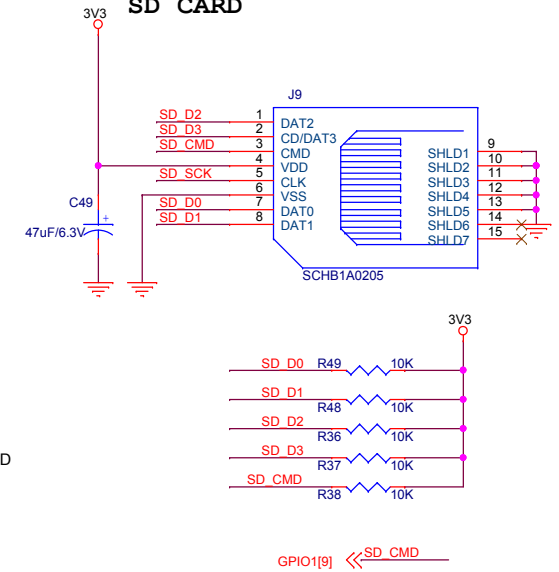 SD CARD
3V3
J9
SD_D2 1 DAT2
SD_D3 2 CD/DAT3
SD_CMD 3 CMD
4 VDD
SD_SCK 5 CLK
6 VSS
SD_D0 7 DAT0
SD_D1 8 DAT1
SHLD1 9
SHLD2 10
SHLD3 11
SHLD4 12
SHLD5 13
SHLD6 14
SHLD7 15
C49
+
47uF/6.3V
SCHB1A0205
3V3
SD_D0 R49 10K
SD_D1 R48 10K
SD_D2 R36 10K
SD_D3 R37 10K
D
SD_CMD R38 10K
GPIO1[9] SD_CMD